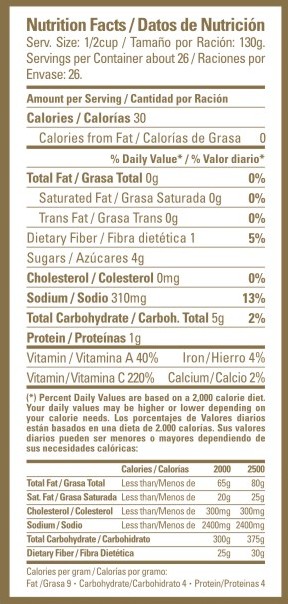 Nutrition Facts / Datos de Nutrición
Serv. Size: 1/2cup / Tamaño por Ración: 130g.
Servings per Container about 26 / Raciones por
Envase: 26.
Amount per Serving / Cantidad por Ración
Calories / Calorías 30
Calories from Fat / Calorías de Grasa 0
% Daily Value* / % Valor diario*
Total Fat / Grasa Total 0g 0%
Saturated Fat / Grasa Saturada 0g 0%
Trans Fat / Grasa Trans 0g 0%
Dietary Fiber / Fibra dietética 1 5%
Sugars / Azúcares 4g
Cholesterol / Colesterol 0mg 0%
Sodium / Sodio 310mg 13%
Total Carbohydrate / Carboh. Total 5g 2%
Protein / Proteínas 1g
Vitamin / Vitamina A 40% Iron/Hierro 4%
Vitamin/Vitamina C 220% Calcium/Calcio 2%
(*) Percent Daily Values are based on a 2,000 calorie diet.
Your daily values may be higher or lower depending on
your calorie needs. Los porcentajes de Valores diarios
están basados en una dieta de 2.000 calorías. Sus valores
diarios pueden ser menores o mayores dependiendo de
sus necesidades calóricas:
Calories / Calorías 2000 2500
Total Fat / Grasa Total Less than/Menos de 65g 80g
Sat. Fat / Grasa Saturada Less than/Menos de 20g 25g
Cholesterol / Colesterol Less than/Menos de 300mg 300mg
Sodium / Sodio Less than/Menos de 2400mg 2400mg
Total Carbohydrate / Carbohidrato 300g 375g
Dietary Fiber / Fibra Dietética 25g 30g
Calories per gram / Calorías por gramo:
Fat /Grasa 9 • Carbohydrate/Carbohidrato 4 • Protein/Proteínas 4